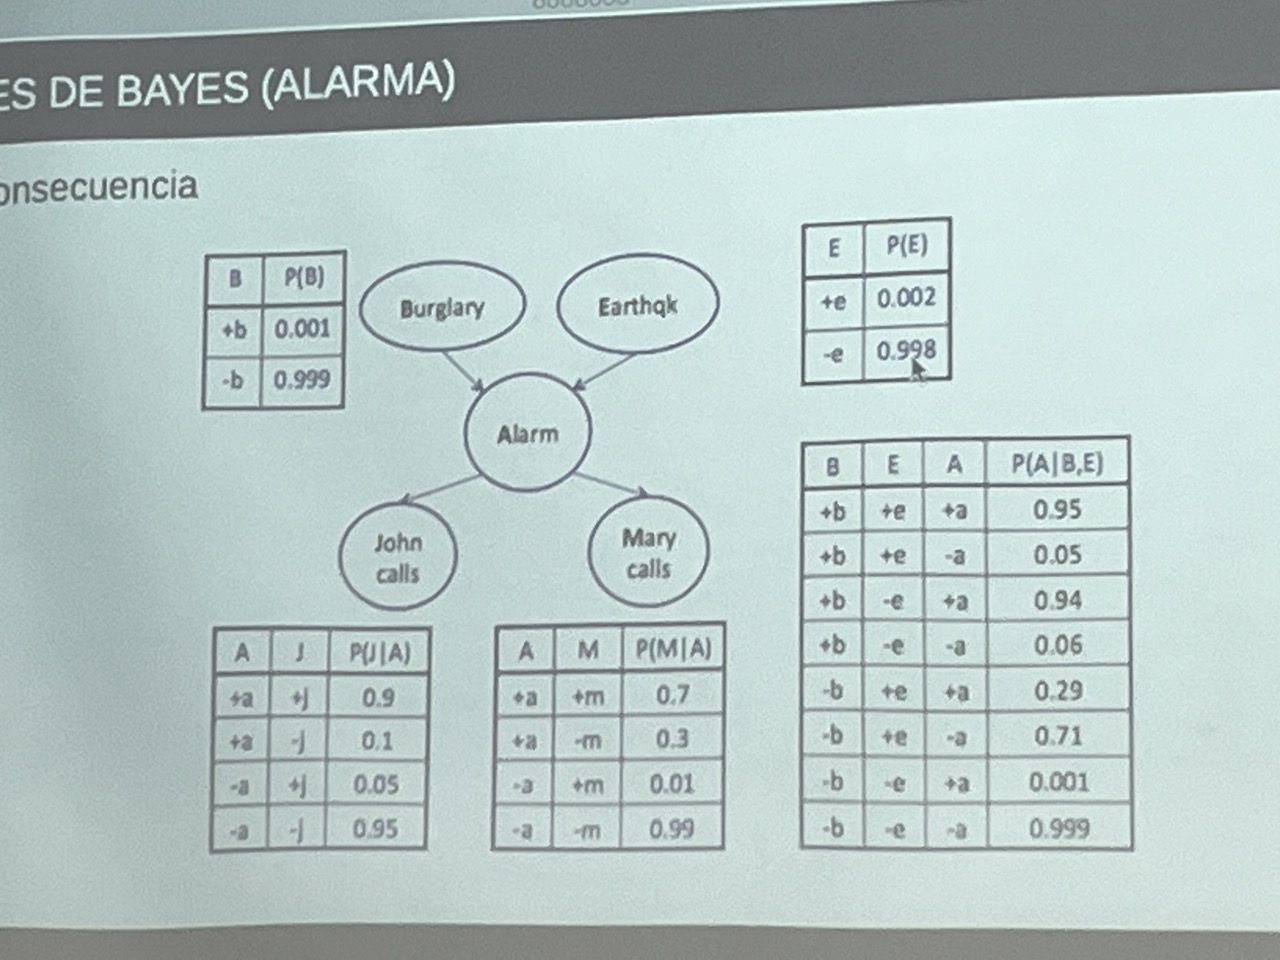 ES DE BAYES (ALARMA)
onsecuencia
B P(B)
+b 0.001
-b 0.999
Burglary
Earthqk
E P(E)
+e 0.002
-e 0.998
Alarm
John
calls
Mary
calls
A J P(J|A)
+a +j 0.9
+a -j 0.1
-a +j 0.05
-a -j 0.95
A M P(M|A)
+a +m 0.7
+a -m 0.3
-a +m 0.01
-a -m 0.99
B E A P(A|B,E)
+b +e +a 0.95
+b +e -a 0.05
+b -e +a 0.94
+b -e -a 0.06
-b +e +a 0.29
-b +e -a 0.71
-b -e +a 0.001
-b -e -a 0.999